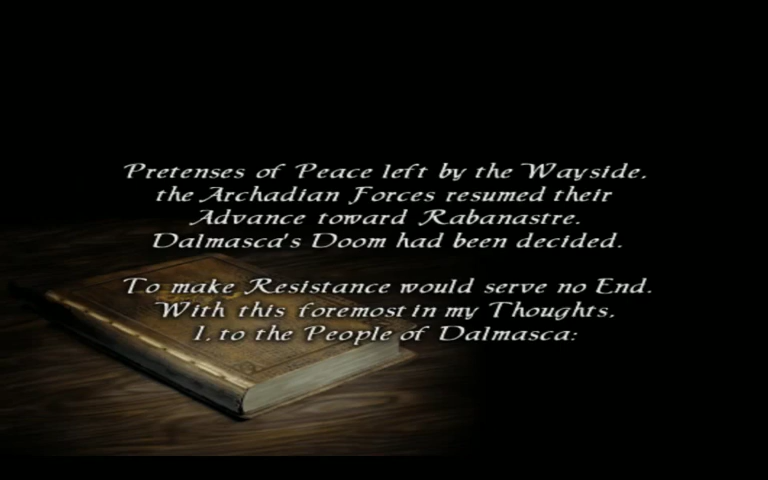 Pretenses of Peace left by the Wayside,
the Archadian Forces resumed their
Advance toward Rabanastre.
Dalmasca's Doom had been decided.
To make Resistance would serve no End.
With this foremost in my Thoughts,
I, to the People of Dalmasca: